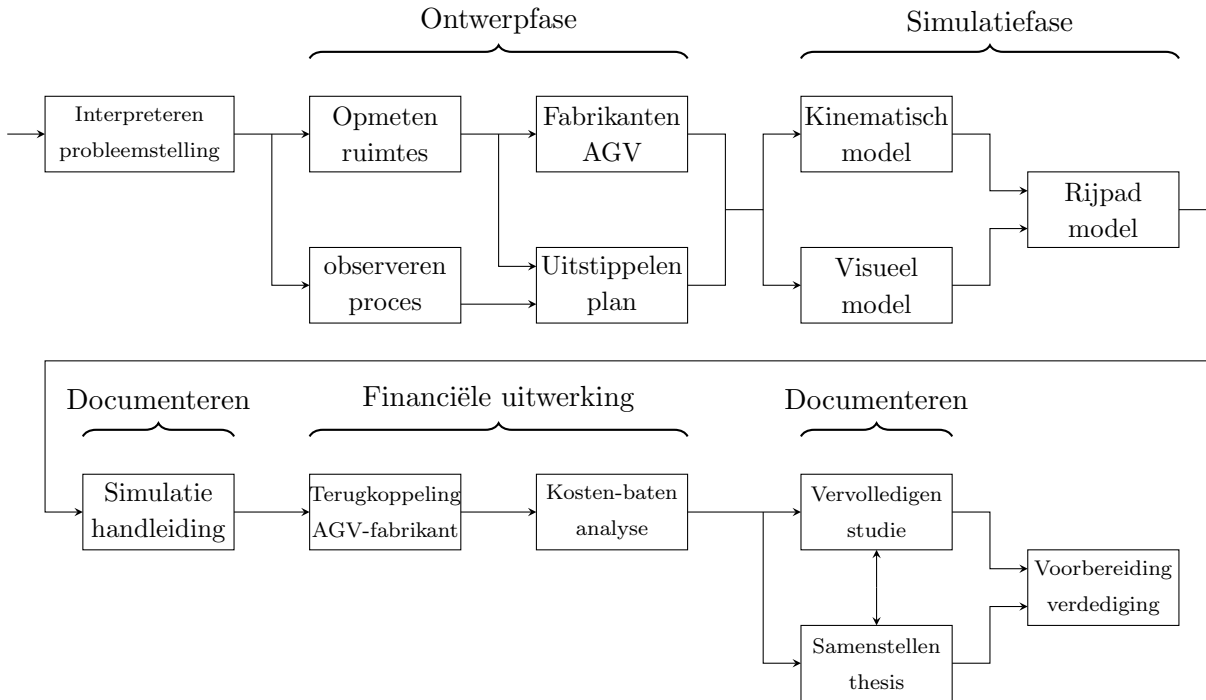 Ontwerpfase
Simulatiefase
Interpreteren
probleemstelling
Opmeten
ruimtes
Fabrikanten
AGV
Kinematisch
model
Rijpad
model
observeren
proces
Uitstippelen
plan
Visueel
model
Documenteren
Financiële uitwerking
Documenteren
Simulatie
handleiding
Terugkoppeling
AGV-fabrikant
Kosten-baten
analyse
Vervolledigen
studie
Voorbereiding
verdediging
Samenstellen
thesis